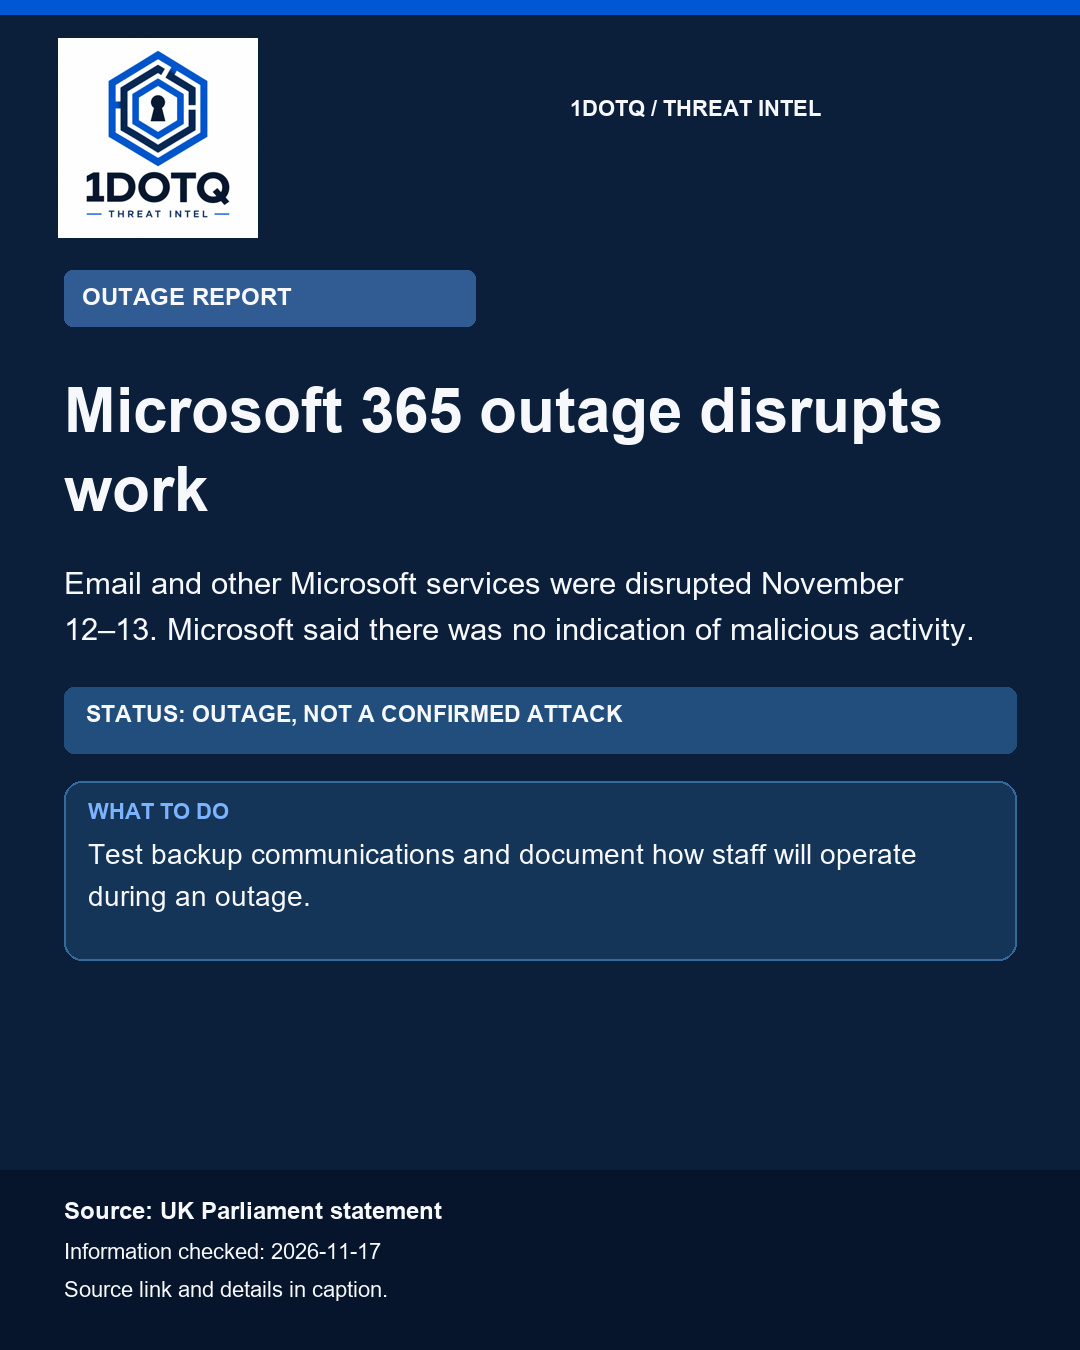 1DOTQ
THREAT INTEL
1DOTQ / THREAT INTEL
OUTAGE REPORT
Microsoft 365 outage disrupts
work
Email and other Microsoft services were disrupted November
12–13. Microsoft said there was no indication of malicious activity.
STATUS: OUTAGE, NOT A CONFIRMED ATTACK
WHAT TO DO
Test backup communications and document how staff will operate
during an outage.
Source: UK Parliament statement
Information checked: 2026-11-17
Source link and details in caption.